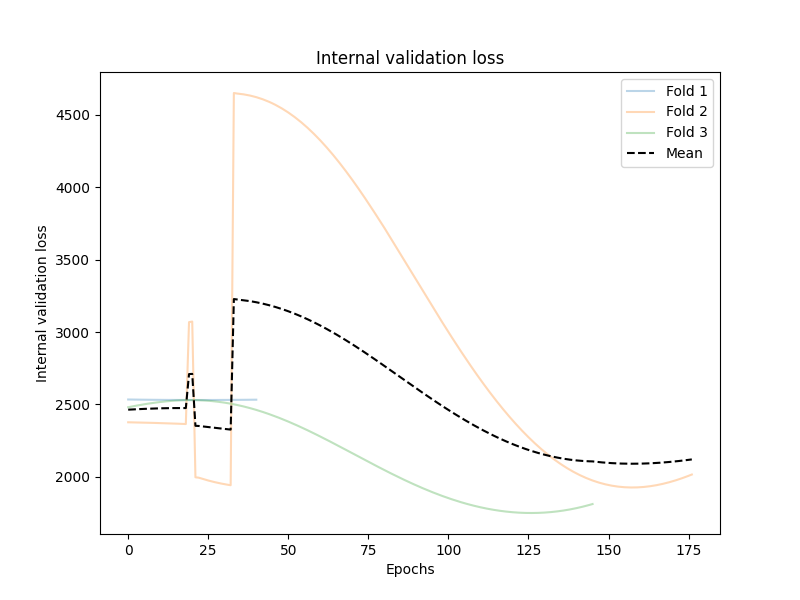 Internal validation loss
Fold 1
Fold 2
Fold 3
Mean
Internal validation loss
4500
4000
3500
3000
2500
2000
0 25 50 75 100 125 150 175
Epochs